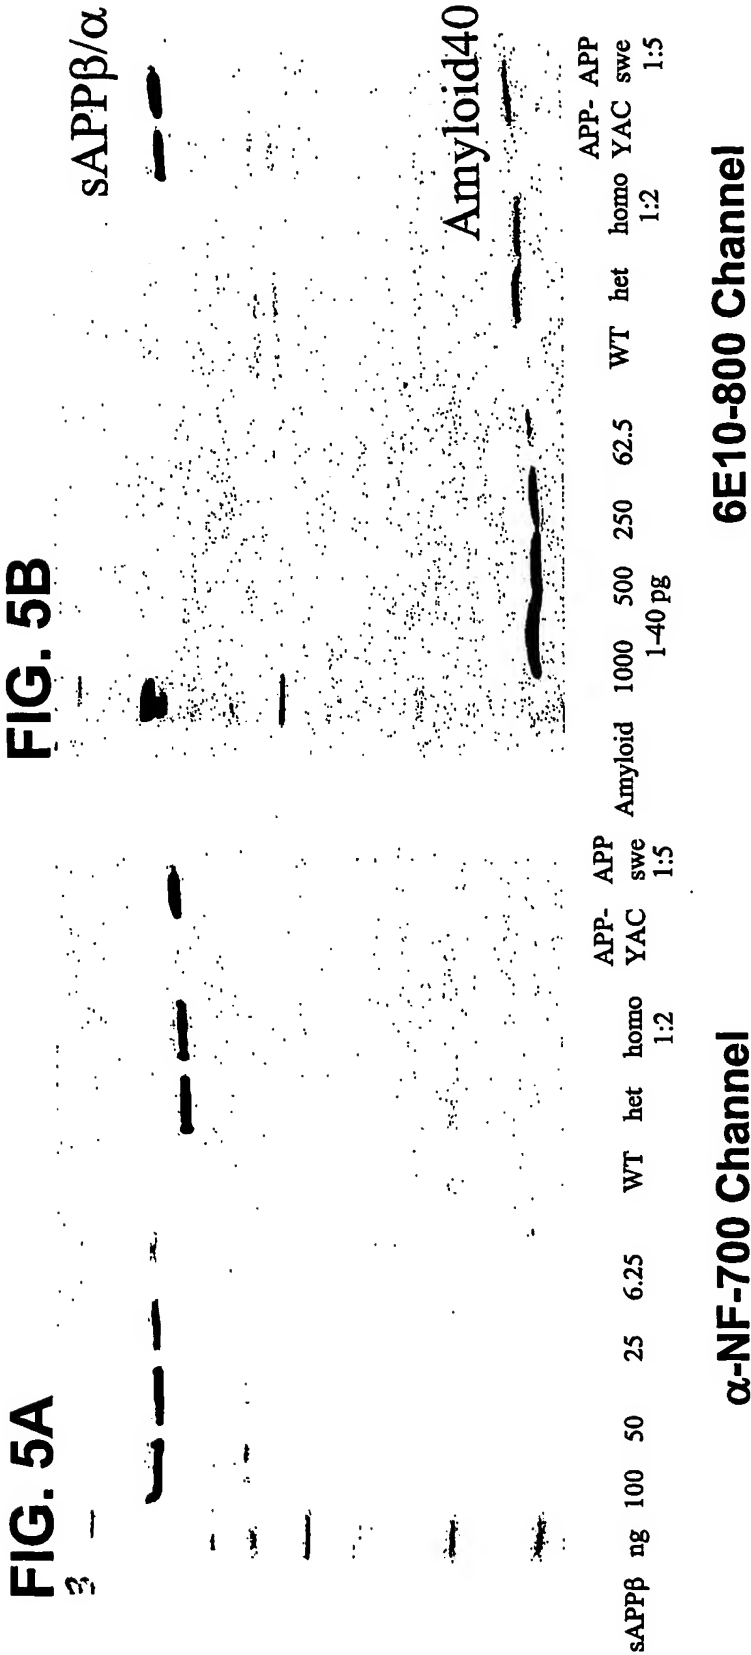 FIG. 5A
sAPPβ ng 100 50 25 6.25 WT het homo APP- APP
1:2 YAC swe
1:5
α-NF-700 Channel
FIG. 5B
sAPPβ/α
Amyloid40
Amyloid 1000 500 250 62.5 WT het homo APP- APP
1-40 pg 1:2 YAC swe
1:5
6E10-800 Channel